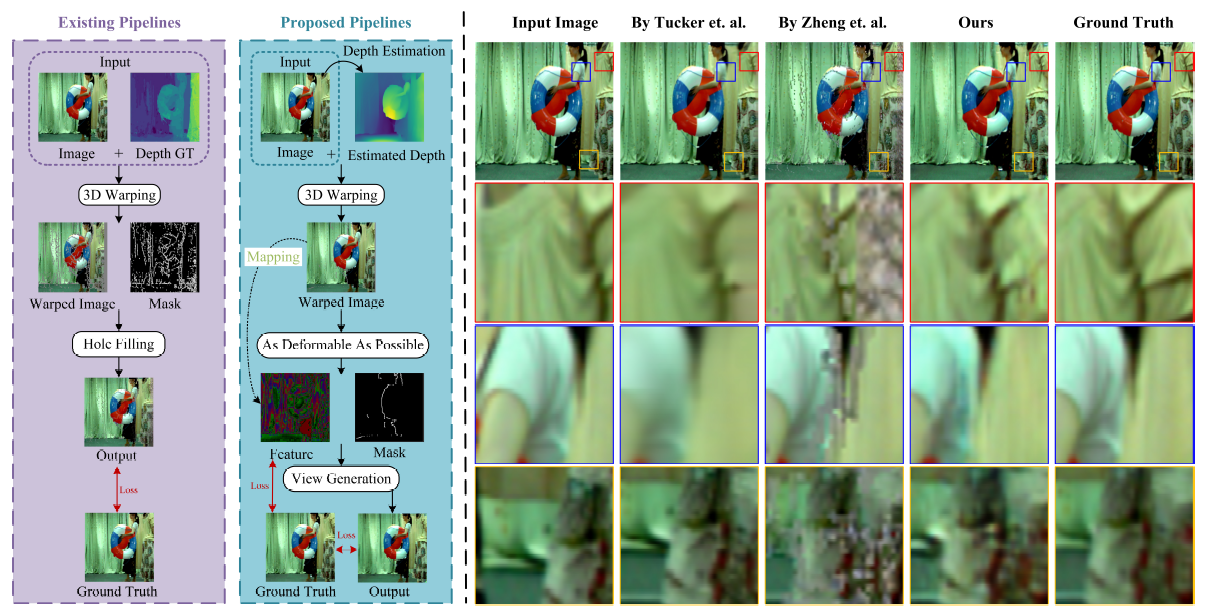 Existing Pipelines
Input
Image + Depth GT
3D Warping
Warped Image Mask
Hole Filling
Output
Loss
Ground Truth
Proposed Pipelines
Depth Estimation
Input
Image + Estimated Depth
3D Warping
Mapping
Warped Image
As Deformable As Possible
Feature Mask
View Generation
Loss
Loss
Ground Truth Output
Input Image By Tucker et. al. By Zheng et. al. Ours Ground Truth